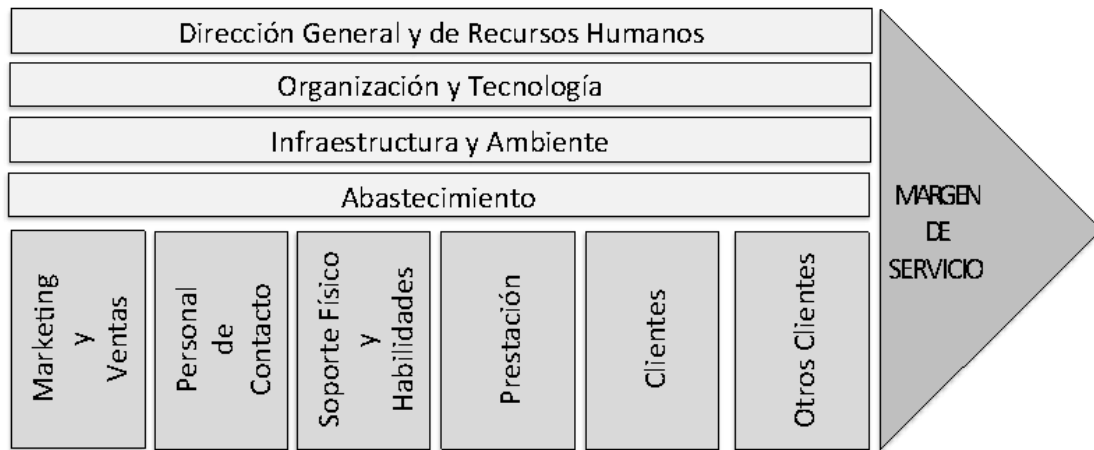 Dirección General y de Recursos Humanos
Organización y Tecnología
Infraestructura y Ambiente
Abastecimiento
Marketing
y
Ventas
Personal
de
Contacto
Soporte Físico
y
Habilidades
Prestación
Clientes
Otros Clientes
MARGEN
DE
SERVICIO